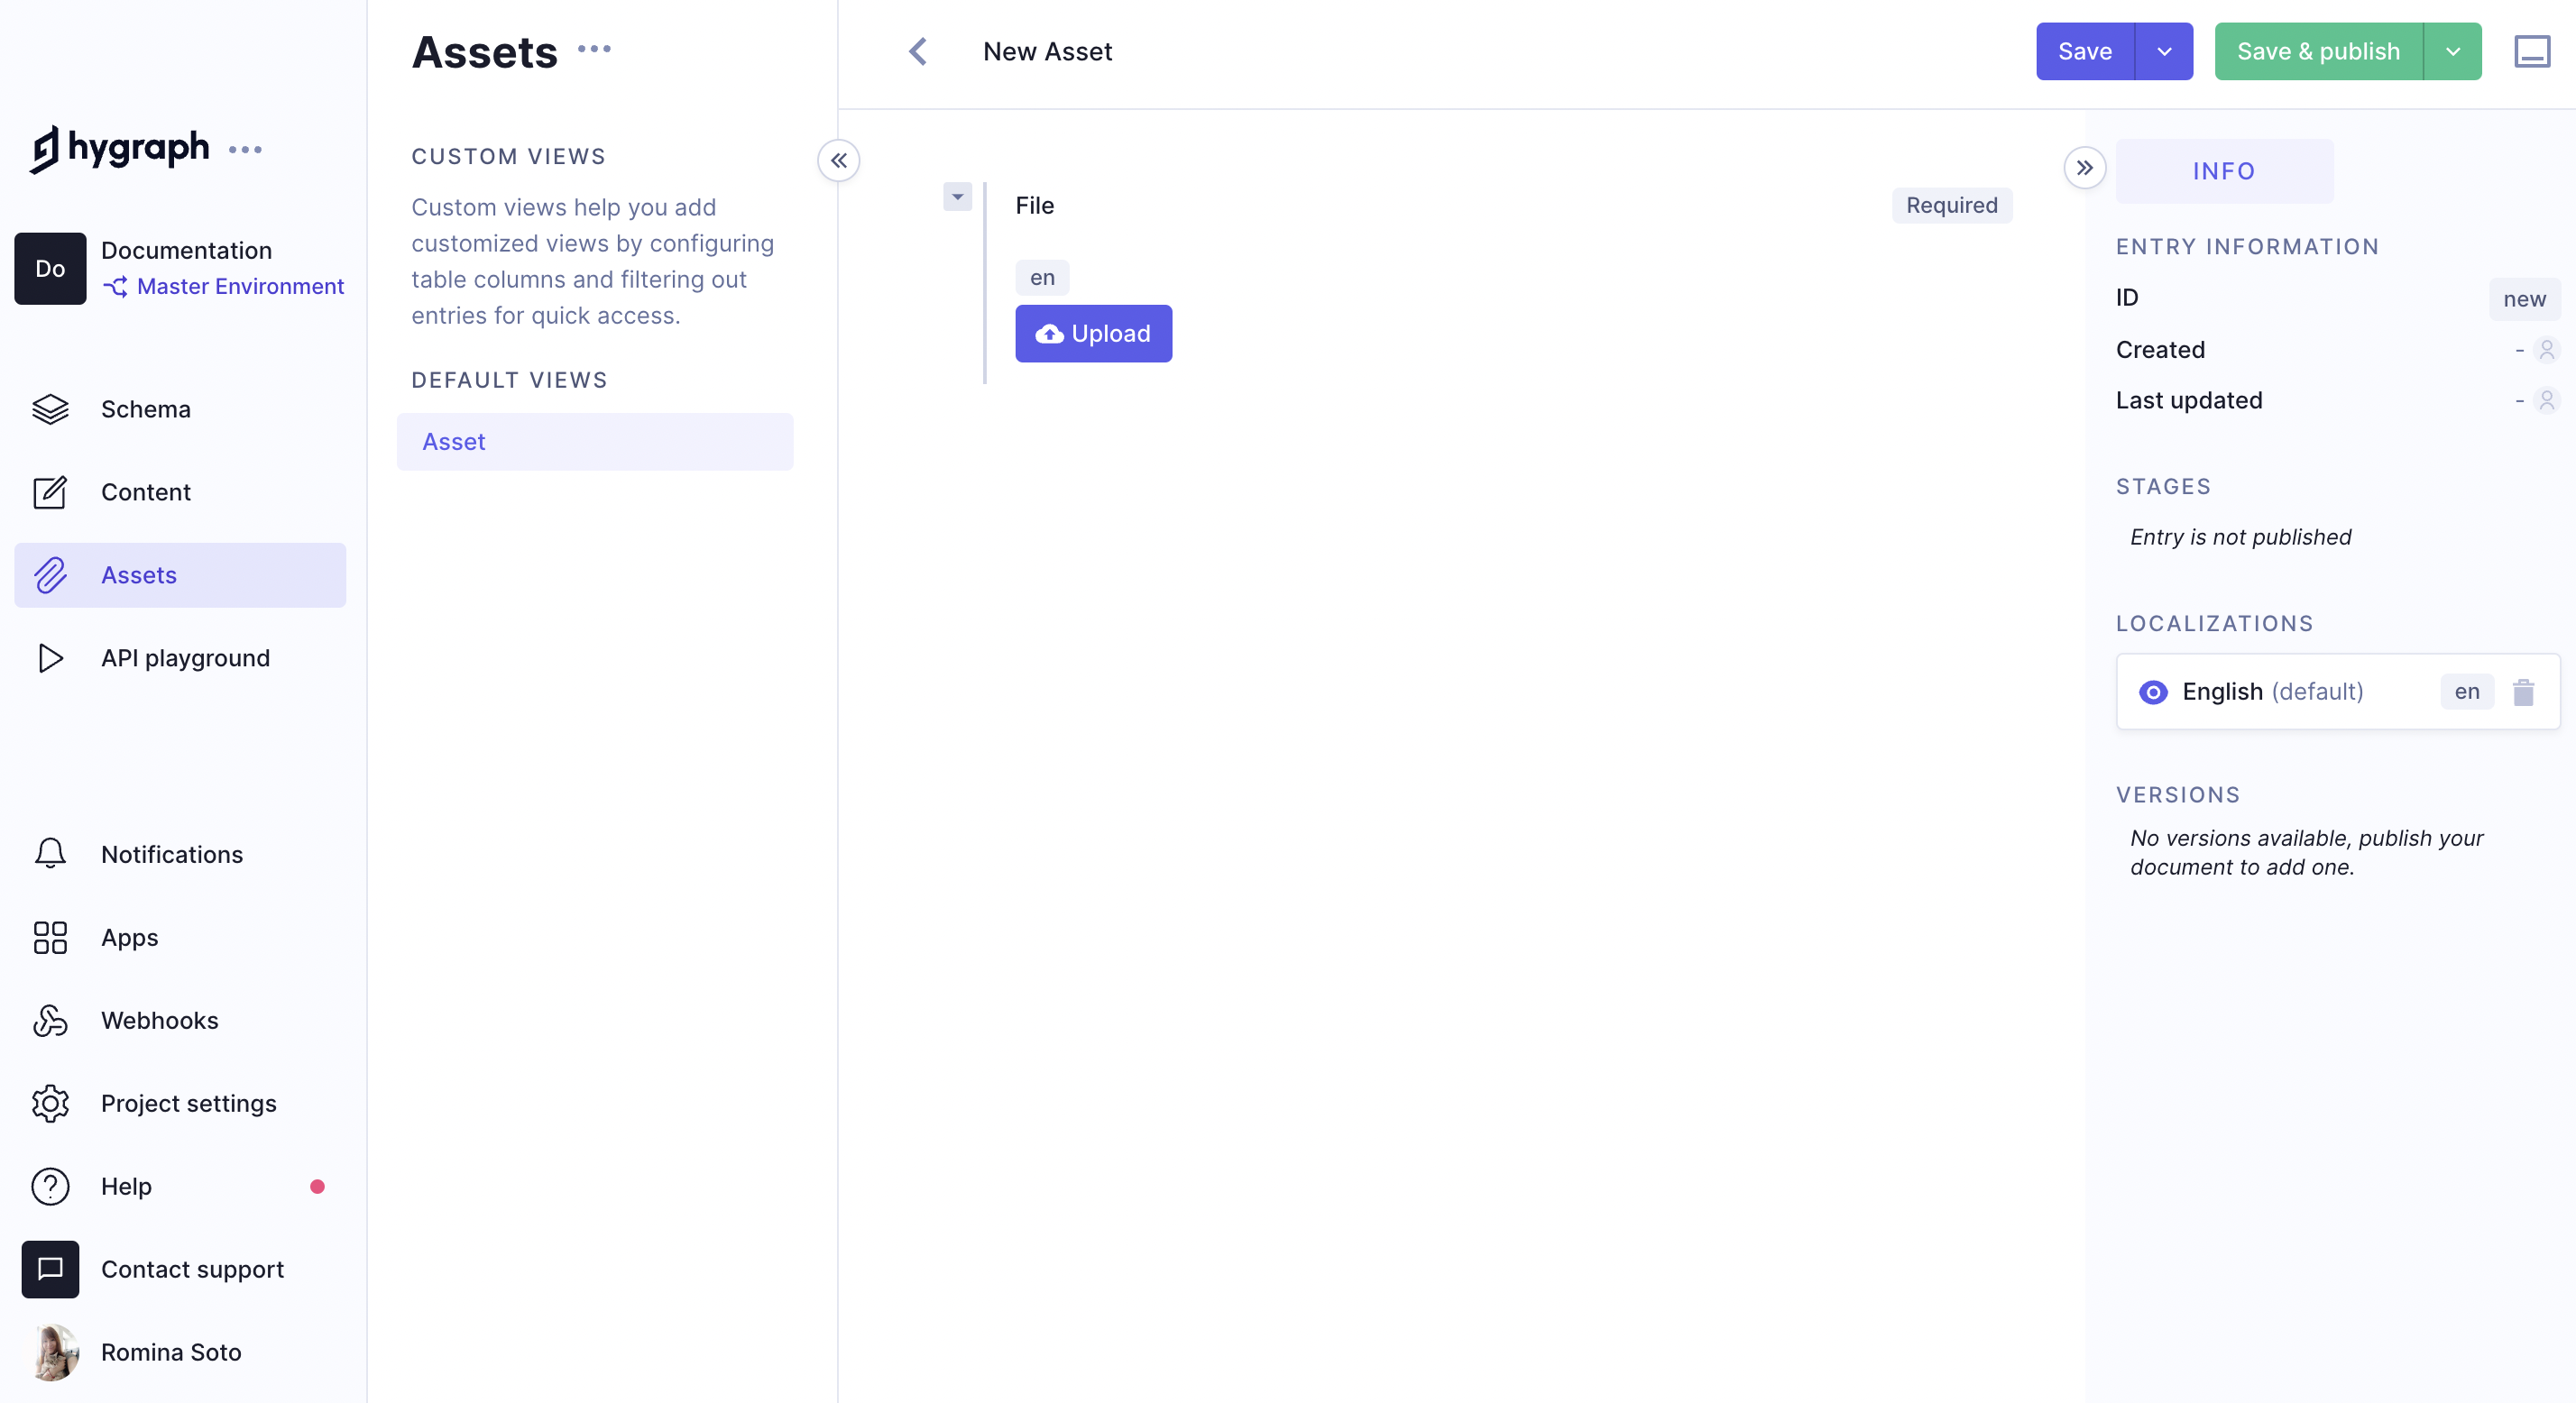 hygraph
Do
Documentation
Master Environment
Schema
Content
Assets
API playground
Notifications
Apps
Webhooks
Project settings
Help
Contact support
Romina Soto
Assets
CUSTOM VIEWS
Custom views help you add
customized views by configuring
table columns and filtering out
entries for quick access.
DEFAULT VIEWS
Asset
New Asset
Save
Save & publish
File
Required
en
Upload
INFO
ENTRY INFORMATION
ID
new
Created
-
Last updated
-
STAGES
Entry is not published
LOCALIZATIONS
English (default)
en
VERSIONS
No versions available, publish your
document to add one.